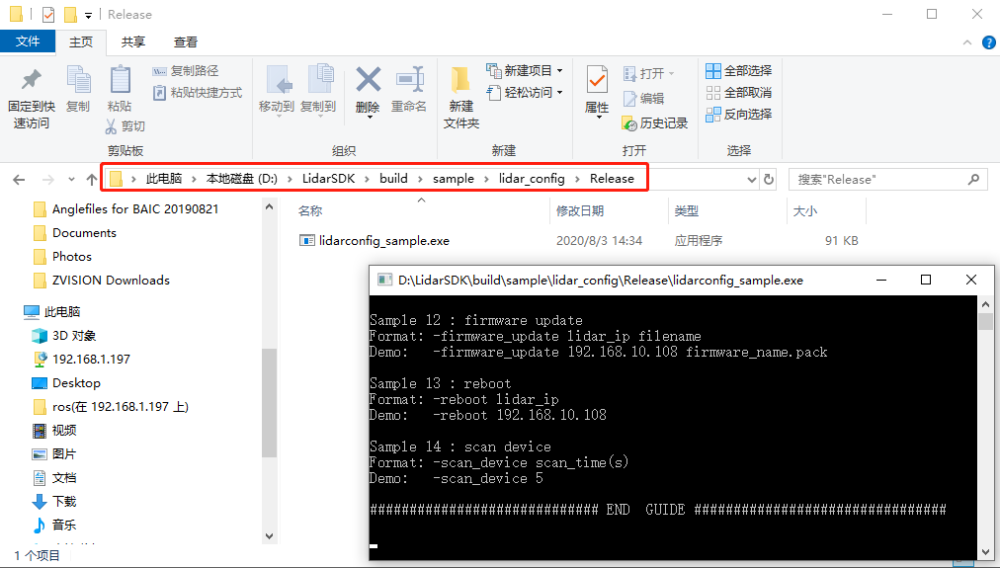 Release
文件 主页 共享 查看
固定到快速访问
复制
粘贴
复制路径
粘贴快捷方式
剪切
剪贴板
移动到
复制到
删除
重命名
组织
新建文件夹
新建项目
轻松访问
新建
属性
打开
编辑
历史记录
打开
全部选择
全部取消
反向选择
选择
此电脑 > 本地磁盘 (D:) > LidarSDK > build > sample > lidar_config > Release
搜索"Release"
Anglefiles for BAIC 20190821
Documents
Photos
ZVISION Downloads
此电脑
3D 对象
192.168.1.197
Desktop
ros(在 192.168.1.197 上)
视频
图片
文档
下载
音乐
1 个项目
名称 修改日期 类型 大小
lidarconfig_sample.exe 2020/8/3 14:34 应用程序 91 KB
D:\LidarSDK\build\sample\lidar_config\Release\lidarconfig_sample.exe
Sample 12 : firmware update
Format: -firmware_update lidar_ip filename
Demo: -firmware_update 192.168.10.108 firmware_name.pack
Sample 13 : reboot
Format: -reboot lidar_ip
Demo: -reboot 192.168.10.108
Sample 14 : scan device
Format: -scan_device scan_time(s)
Demo: -scan_device 5
############################# END GUIDE ################################